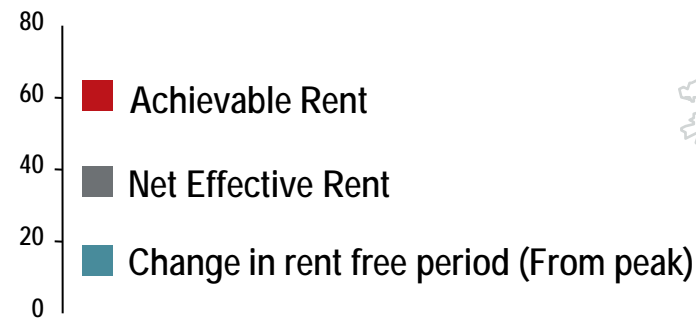 80
60
Achievable Rent
40
Net Effective Rent
20
Change in rent free period (From peak)
0